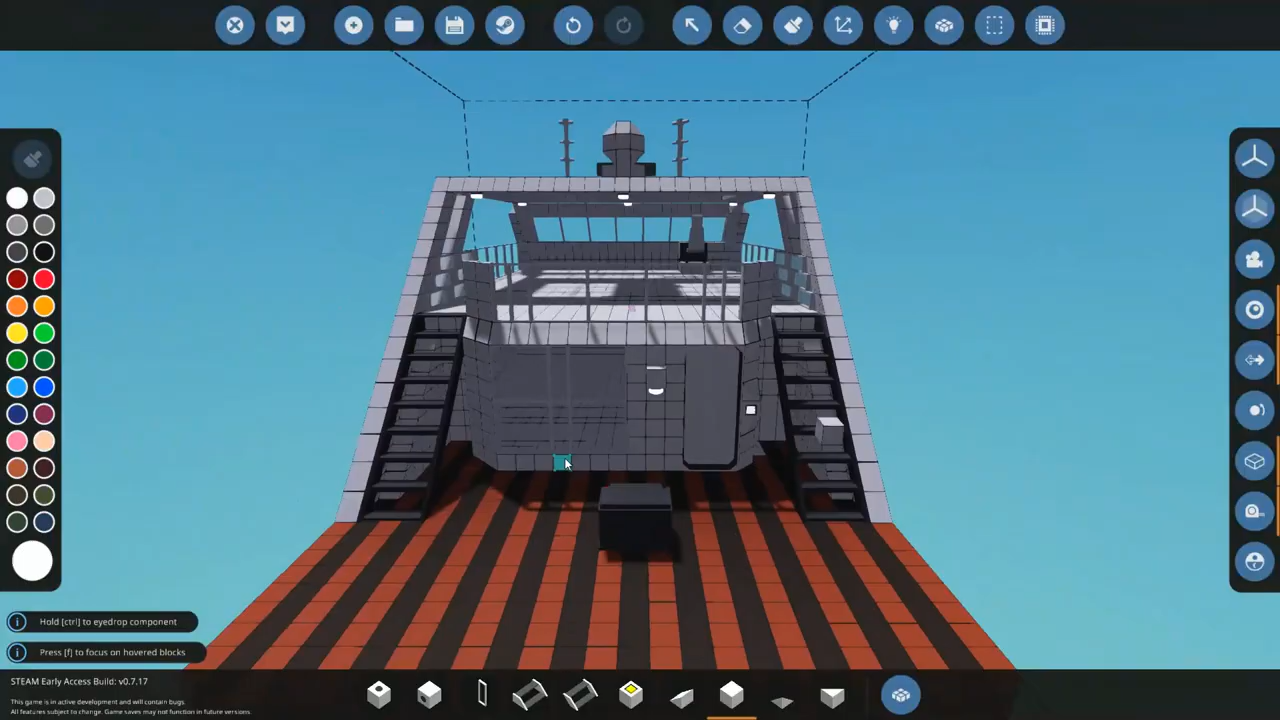 Hold [ctrl] to eyedrop component
Press [f] to focus on hovered blocks
STEAM Early Access Build: v0.7.17
This game is in active development and will contain bugs.
All features subject to change. Game saves may not function in future versions.